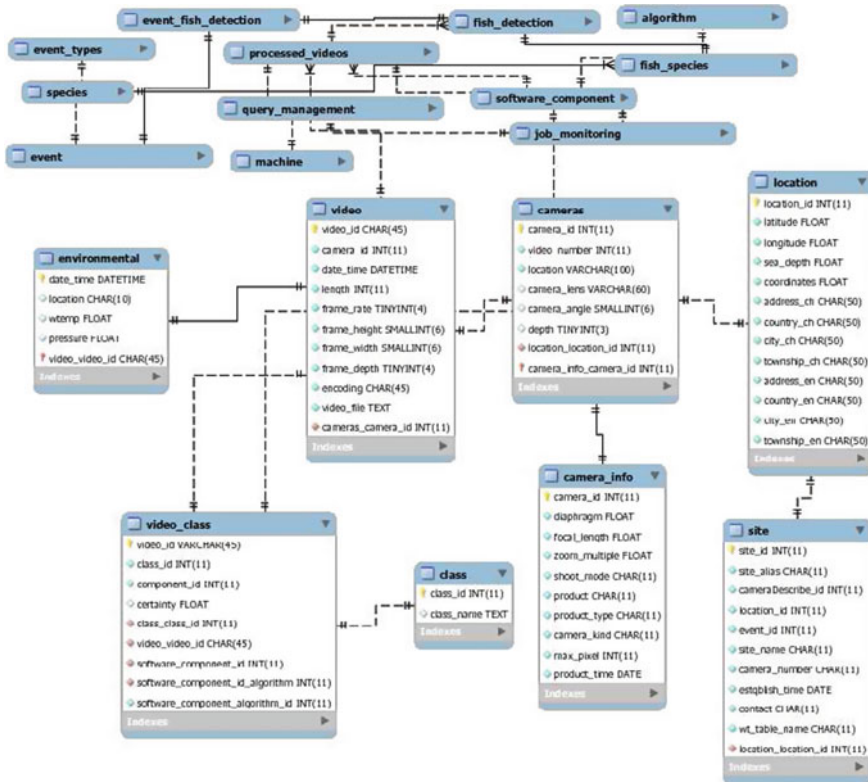 event_fish_detection
fish_detection
algorithm
event_types
processed_videos
fish_species
species
software_component
query_management
event
machine
job_monitoring
location
location_id INT(11)
latitude FLOAT
longitude FLOAT
sea_depth FLOAT
coordinates FLOAT
address_ch CHAR(50)
country_ch CHAR(50)
city_ch CHAR(50)
township_ch CHAR(50)
address_en CHAR(50)
country_en CHAR(50)
city_en CHAR(50)
township_en CHAR(50)
Indexes
video
video_id CHAR(45)
camera_id INT(11)
date_time DATETIME
length INT(11)
frame_rate TINYINT(4)
frame_height SMALLINT(6)
frame_width SMALLINT(6)
frame_depth TINYINT(4)
encoding CHAR(45)
video_file TEXT
cameras_camera_id INT(11)
Indexes
cameras
camera_id INT(11)
video_number INT(11)
location VARCHAR(100)
camera_lens VARCHAR(60)
camera_angle SMALLINT(6)
depth TINYINT(3)
location_location_id INT(11)
camera_info_camera_id INT(11)
Indexes
environmental
date_time DATETIME
location CHAR(10)
wtemp FLOAT
pressure FLOAT
video_video_id CHAR(45)
Indexes
camera_info
camera_id INT(11)
diaphragm FLOAT
focal_length FLOAT
zoom_multiple FLOAT
shoot_mode CHAR(11)
product CHAR(11)
product_type CHAR(11)
camera_kind CHAR(11)
max_pixel INT(11)
product_time DATE
Indexes
video_class
video_id VARCHAR(45)
class_id INT(11)
component_id INT(11)
certainty FLOAT
class_class_id INT(11)
video_video_id CHAR(45)
software_component_id INT(11)
software_component_id_algorithm INT(11)
software_component_algorithm_id INT(11)
Indexes
class
class_id INT(11)
class_name TEXT
Indexes
site
site_id INT(11)
site_alias CHAR(11)
cameraDescribe_id INT(11)
location_id INT(11)
event_id INT(11)
site_name CHAR(11)
camera_number CHAR(11)
estqblish_time DATE
contact CHAR(11)
wt_table_name CHAR(11)
location_location_id INT(11)
Indexes